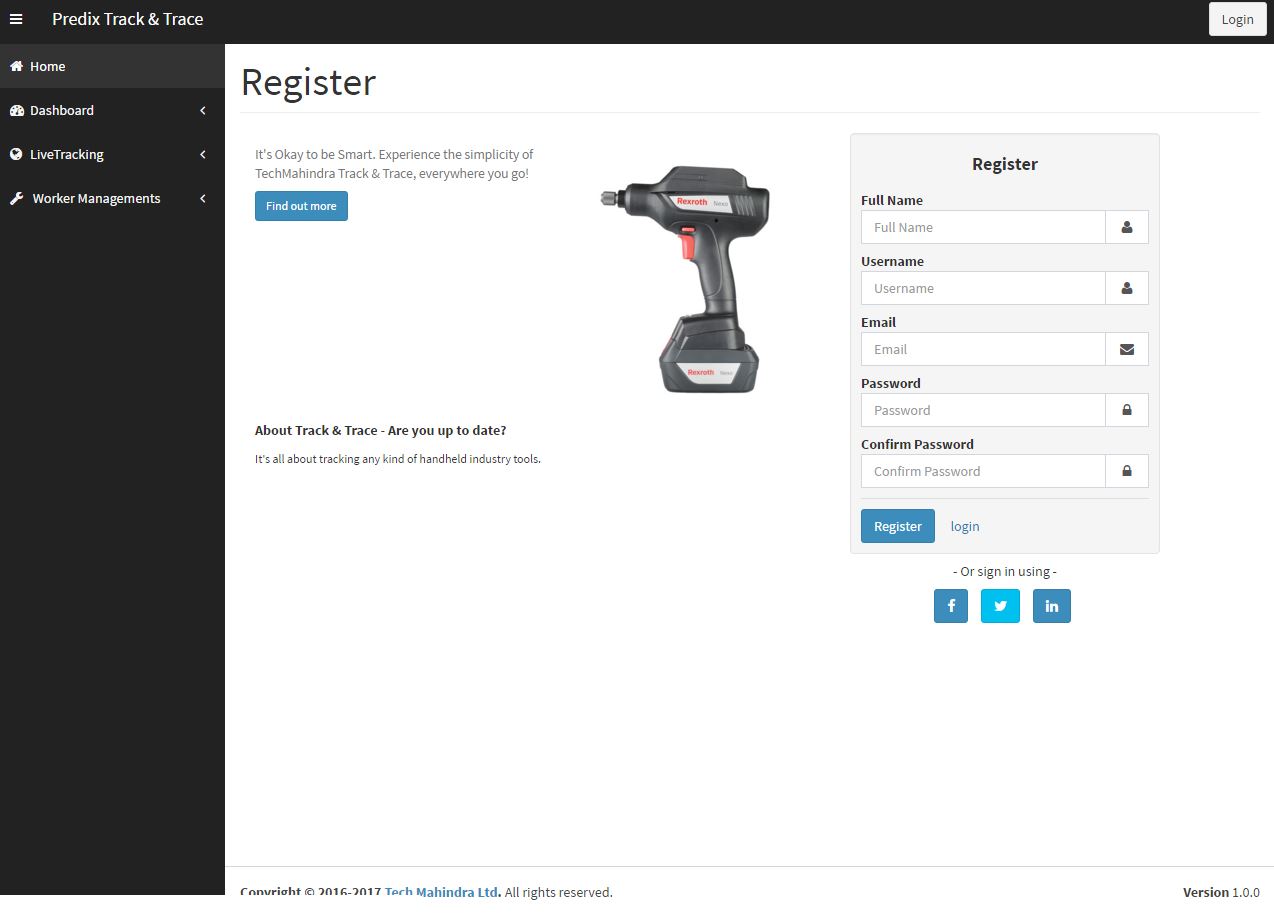 Predix Track & Trace
Login
Home
Dashboard
LiveTracking
Worker Managements
Register
It's Okay to be Smart. Experience the simplicity of
TechMahindra Track & Trace, everywhere you go!
Find out more
Rexroth Nexo
Rexroth Nexo
About Track & Trace - Are you up to date?
It's all about tracking any kind of handheld industry tools.
Register
Full Name
Full Name
Username
Username
Email
Email
Password
Password
Confirm Password
Confirm Password
Register login
- Or sign in using -
Copyright © 2016-2017 Tech Mahindra Ltd. All rights reserved.
Version 1.0.0